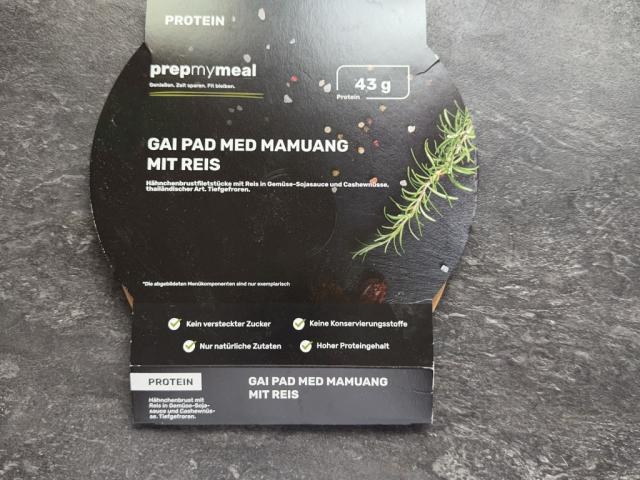 PROTEIN
prepmymeal
Genießen. Zeit sparen. Fit bleiben.
43 g
Protein
GAI PAD MED MAMUANG
MIT REIS
Hähnchenbrustfiletstücke mit Reis in Gemüse-Sojasauce und Cashewnüsse,
thailändischer Art. Tiefgefroren.
*Die abgebildeten Menükomponenten sind nur exemplarisch
Kein versteckter Zucker
Keine Konservierungsstoffe
Nur natürliche Zutaten
Hoher Proteingehalt
PROTEIN
GAI PAD MED MAMUANG
MIT REIS
Hähnchenbrust mit
Reis in Gemüse-Soja-
sauce und Cashewnüs-
se. Tiefgefroren.